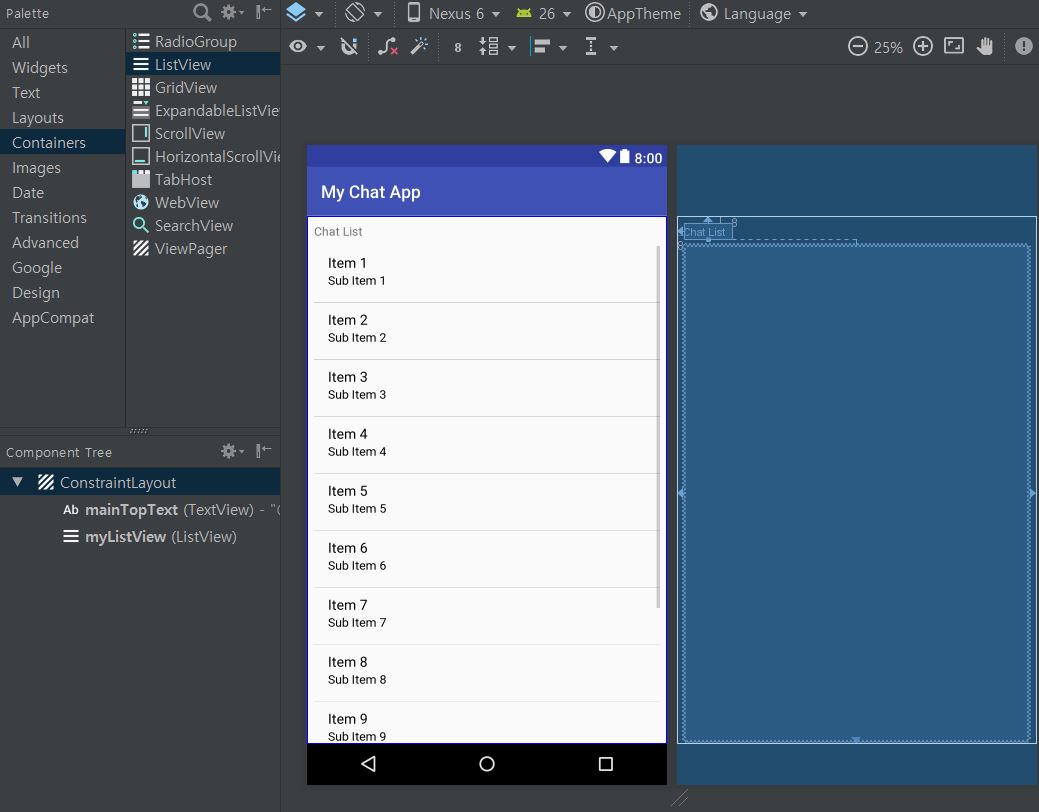 Palette
Nexus 6
26
AppTheme
Language
8
25%
All
Widgets
Text
Layouts
Containers
Images
Date
Transitions
Advanced
Google
Design
AppCompat
RadioGroup
ListView
GridView
ExpandableListVie
ScrollView
HorizontalScrollVi
TabHost
WebView
SearchView
ViewPager
Component Tree
ConstraintLayout
Ab mainTopText (TextView) - "C
myListView (ListView)
8:00
My Chat App
Chat List
Item 1
Sub Item 1
Item 2
Sub Item 2
Item 3
Sub Item 3
Item 4
Sub Item 4
Item 5
Sub Item 5
Item 6
Sub Item 6
Item 7
Sub Item 7
Item 8
Sub Item 8
Item 9
Sub Item 9
8
Chat List
8